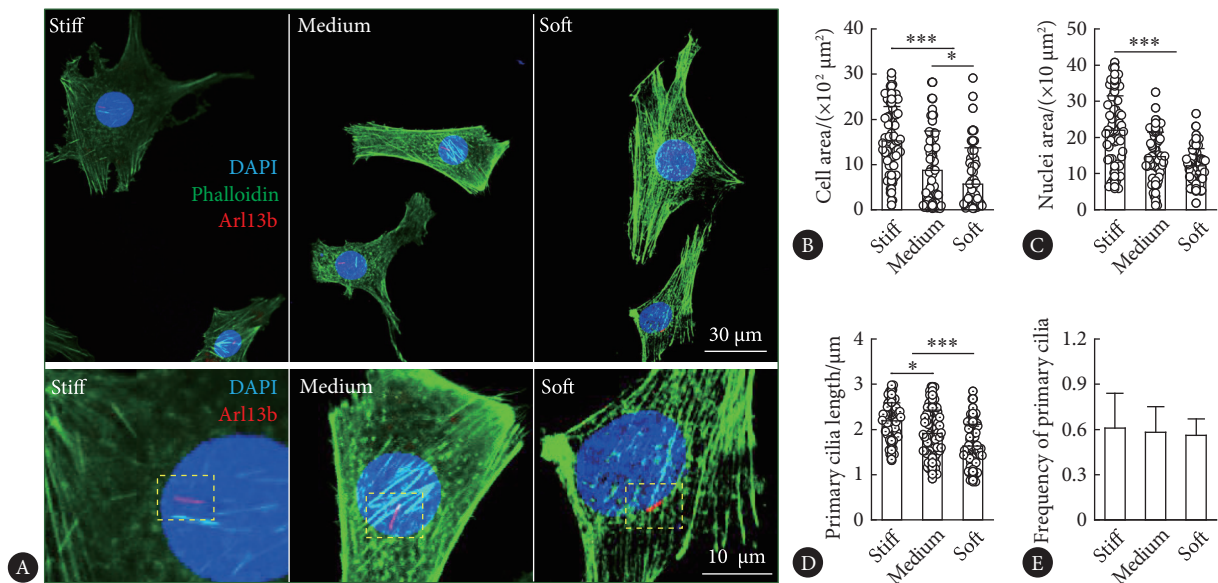 Stiff
Medium
Soft
DAPI
Phalloidin
Arl13b
30 μm
Stiff
DAPI
Arl13b
Medium
Soft
10 μm
A
Cell area/(×10² μm²)
40
30
20
10
0
***
*
Stiff
Medium
Soft
B
Nuclei area/(×10 μm²)
50
40
30
20
10
0
***
Stiff
Medium
Soft
C
Primary cilia length/μm
4
3
2
1
0
***
*
Stiff
Medium
Soft
D
Frequency of primary cilia
1.2
0.9
0.6
0.3
0
Stiff
Medium
Soft
E